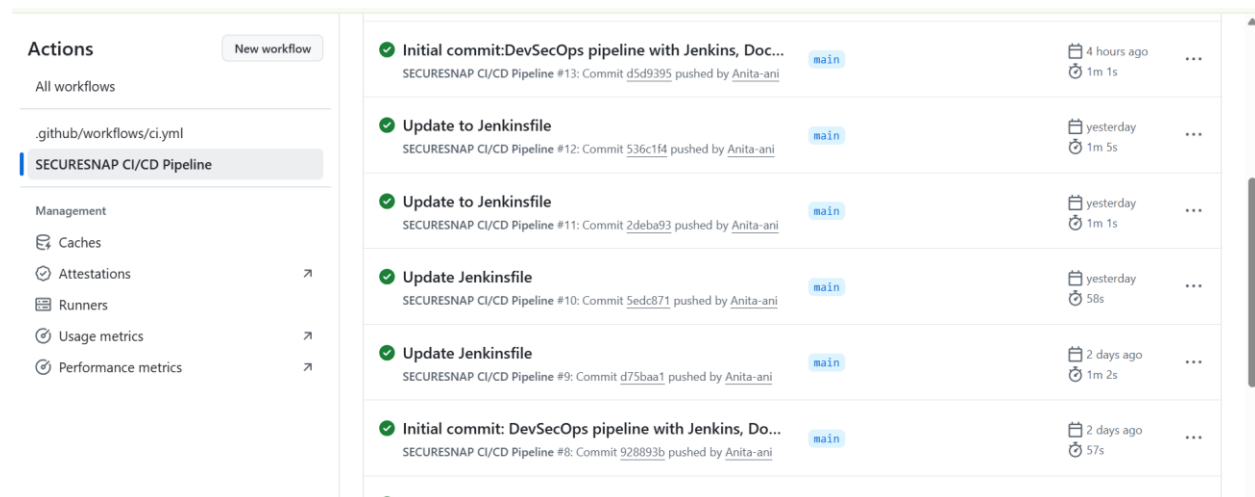 Actions
New workflow
All workflows
.github/workflows/ci.yml
SECURESNAP CI/CD Pipeline
Management
Caches
Attestations
Runners
Usage metrics
Performance metrics
Initial commit:DevSecOps pipeline with Jenkins, Doc...
SECURESNAP CI/CD Pipeline #13: Commit d5d9395 pushed by Anita-ani
main
4 hours ago
1m 1s
Update to Jenkinsfile
SECURESNAP CI/CD Pipeline #12: Commit 536c1f4 pushed by Anita-ani
main
yesterday
1m 5s
Update to Jenkinsfile
SECURESNAP CI/CD Pipeline #11: Commit 2deba93 pushed by Anita-ani
main
yesterday
1m 1s
Update Jenkinsfile
SECURESNAP CI/CD Pipeline #10: Commit 5edc871 pushed by Anita-ani
main
yesterday
58s
Update Jenkinsfile
SECURESNAP CI/CD Pipeline #9: Commit d75baa1 pushed by Anita-ani
main
2 days ago
1m 2s
Initial commit: DevSecOps pipeline with Jenkins, Do...
SECURESNAP CI/CD Pipeline #8: Commit 928893b pushed by Anita-ani
main
2 days ago
57s